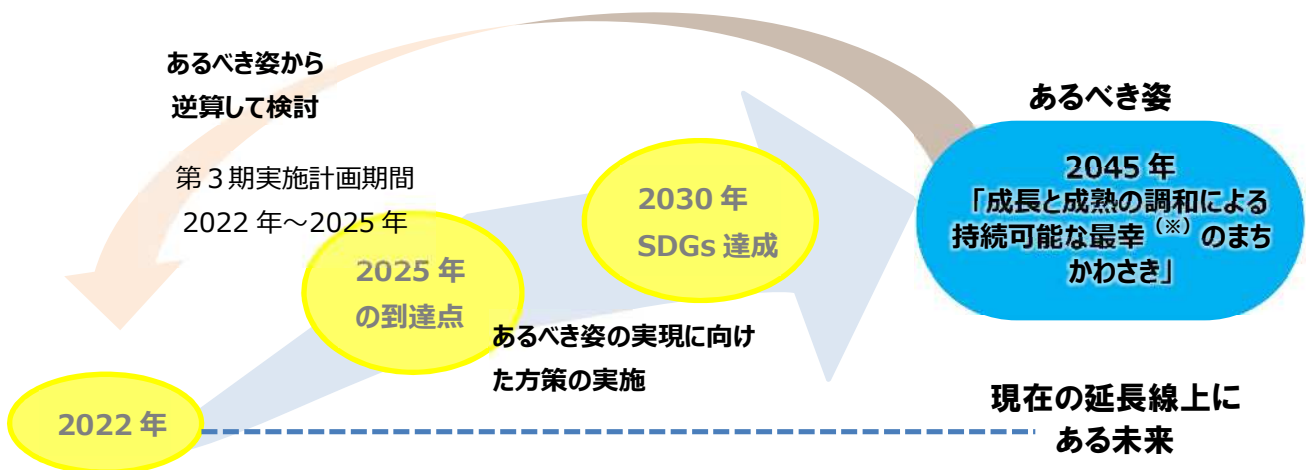 あるべき姿から
逆算して検討
第３期実施計画期間
2022 年～2025 年
2022 年
2025 年
の到達点
2030 年
SDGs 達成
あるべき姿の実現に向け
た方策の実施
あるべき姿
2045 年
「成長と成熟の調和による
持続可能な最幸（※）のまち
かわさき」
現在の延長線上に
ある未来